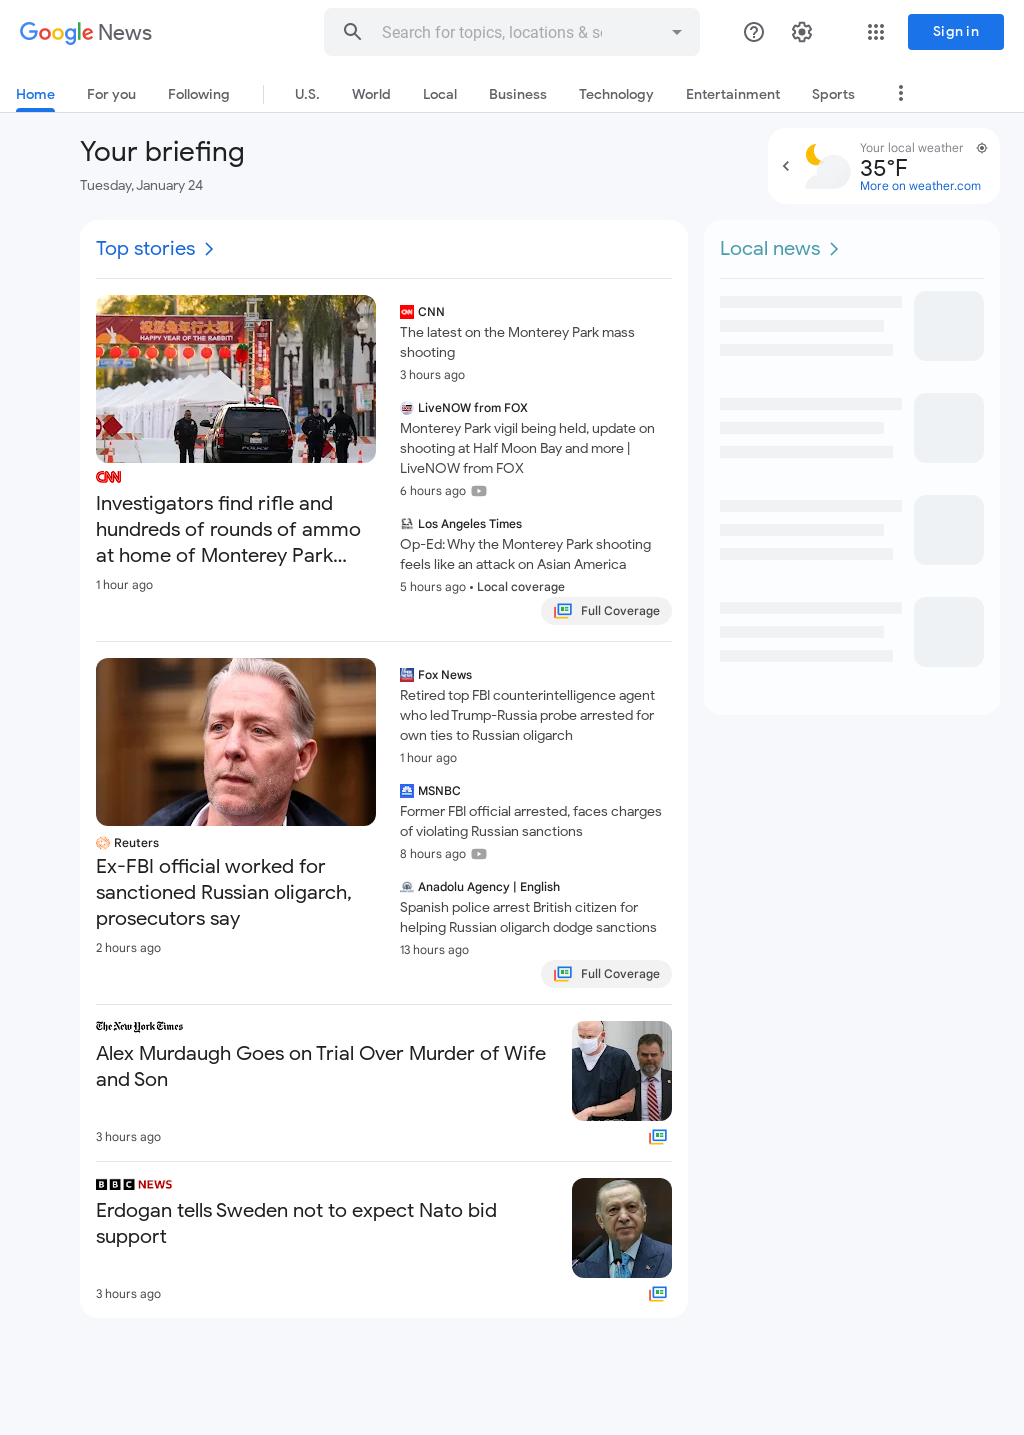 Google News
Search for topics, locations & s
Sign in
Home
For you
Following
U.S.
World
Local
Business
Technology
Entertainment
Sports
Your briefing
Tuesday, January 24
Your local weather
35°F
More on weather.com
Top stories
HAPPY YEAR OF THE RABBIT!
POLICE
CNN
Investigators find rifle and
hundreds of rounds of ammo
at home of Monterey Park...
1 hour ago
CNN
The latest on the Monterey Park mass
shooting
3 hours ago
LiveNOW from FOX
Monterey Park vigil being held, update on
shooting at Half Moon Bay and more |
LiveNOW from FOX
6 hours ago
Los Angeles Times
Op-Ed: Why the Monterey Park shooting
feels like an attack on Asian America
5 hours ago • Local coverage
Full Coverage
Reuters
Ex-FBI official worked for
sanctioned Russian oligarch,
prosecutors say
2 hours ago
Fox News
Retired top FBI counterintelligence agent
who led Trump-Russia probe arrested for
own ties to Russian oligarch
1 hour ago
MSNBC
Former FBI official arrested, faces charges
of violating Russian sanctions
8 hours ago
Anadolu Agency | English
Spanish police arrest British citizen for
helping Russian oligarch dodge sanctions
13 hours ago
Full Coverage
The New York Times
Alex Murdaugh Goes on Trial Over Murder of Wife
and Son
3 hours ago
BBC NEWS
Erdogan tells Sweden not to expect Nato bid
support
3 hours ago
Local news